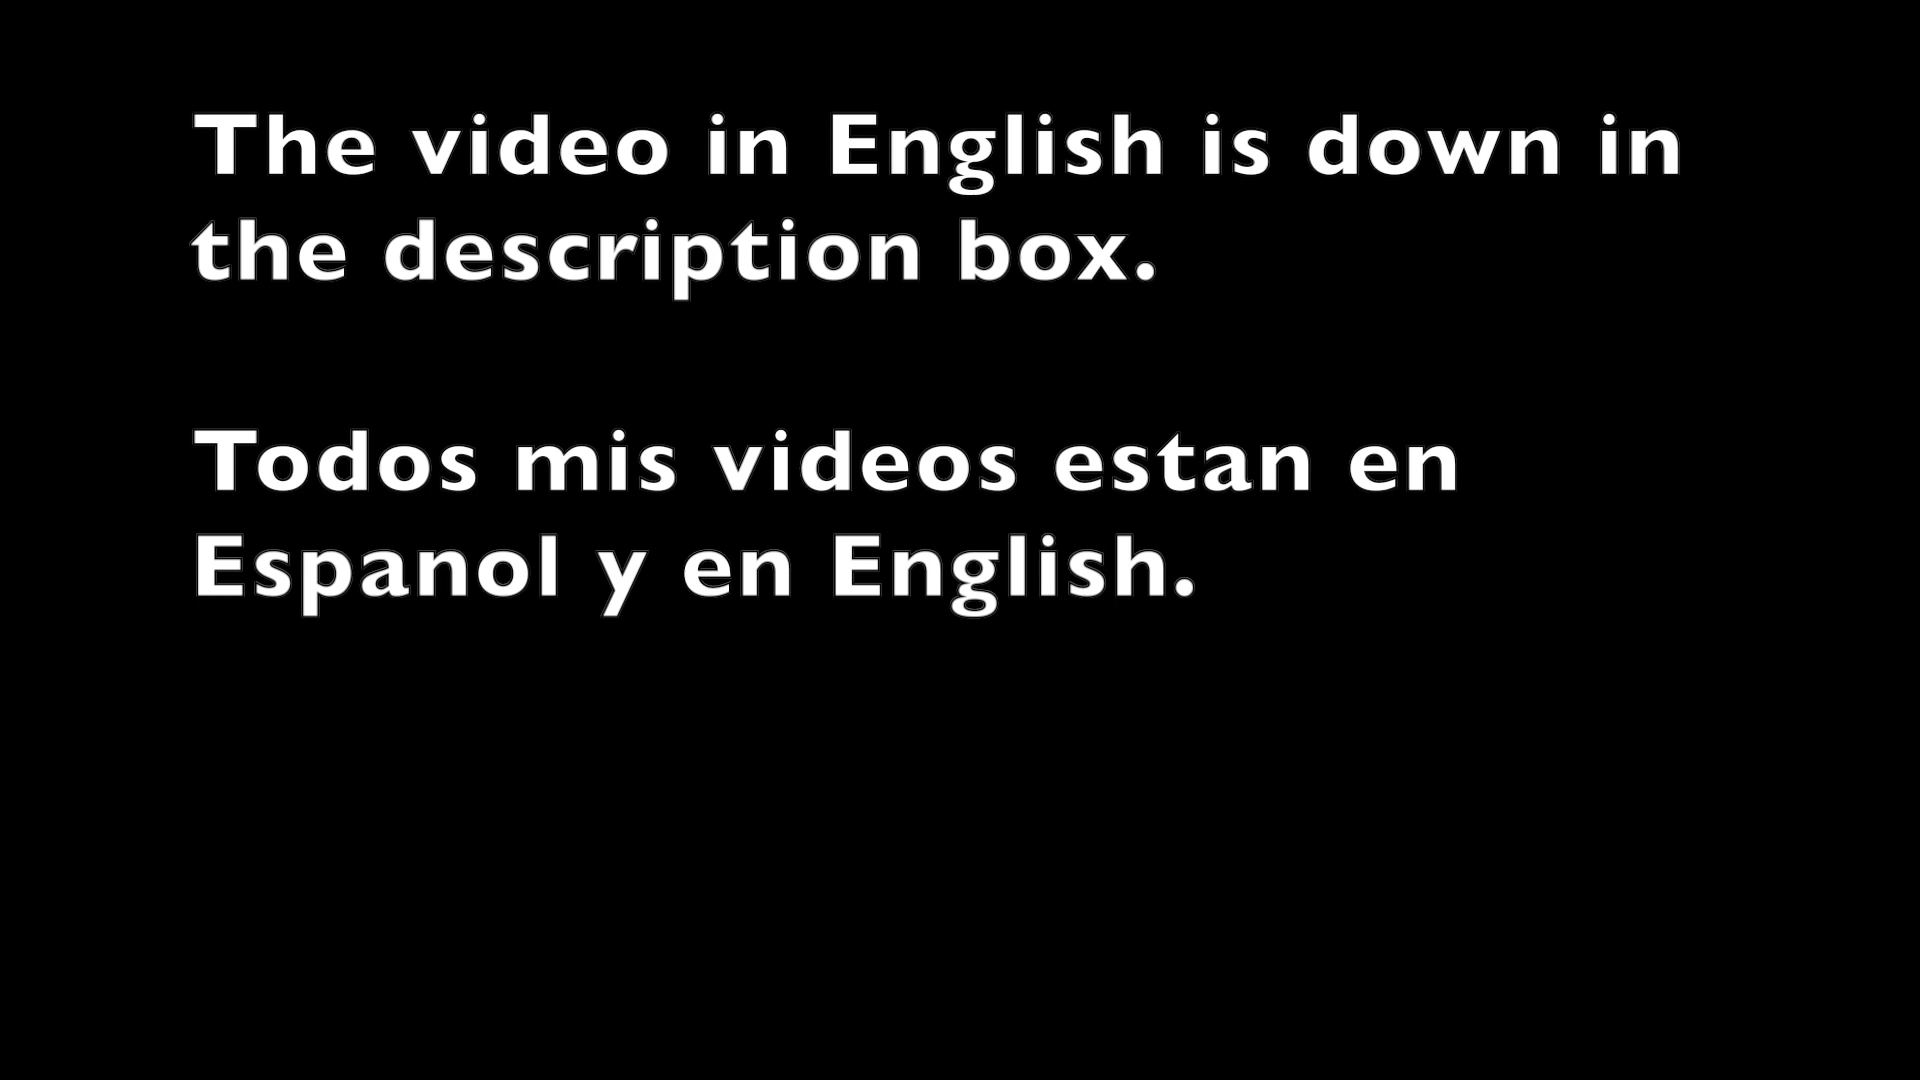 The video in English is down in
the description box.
Todos mis videos estan en
Espanol y en English.